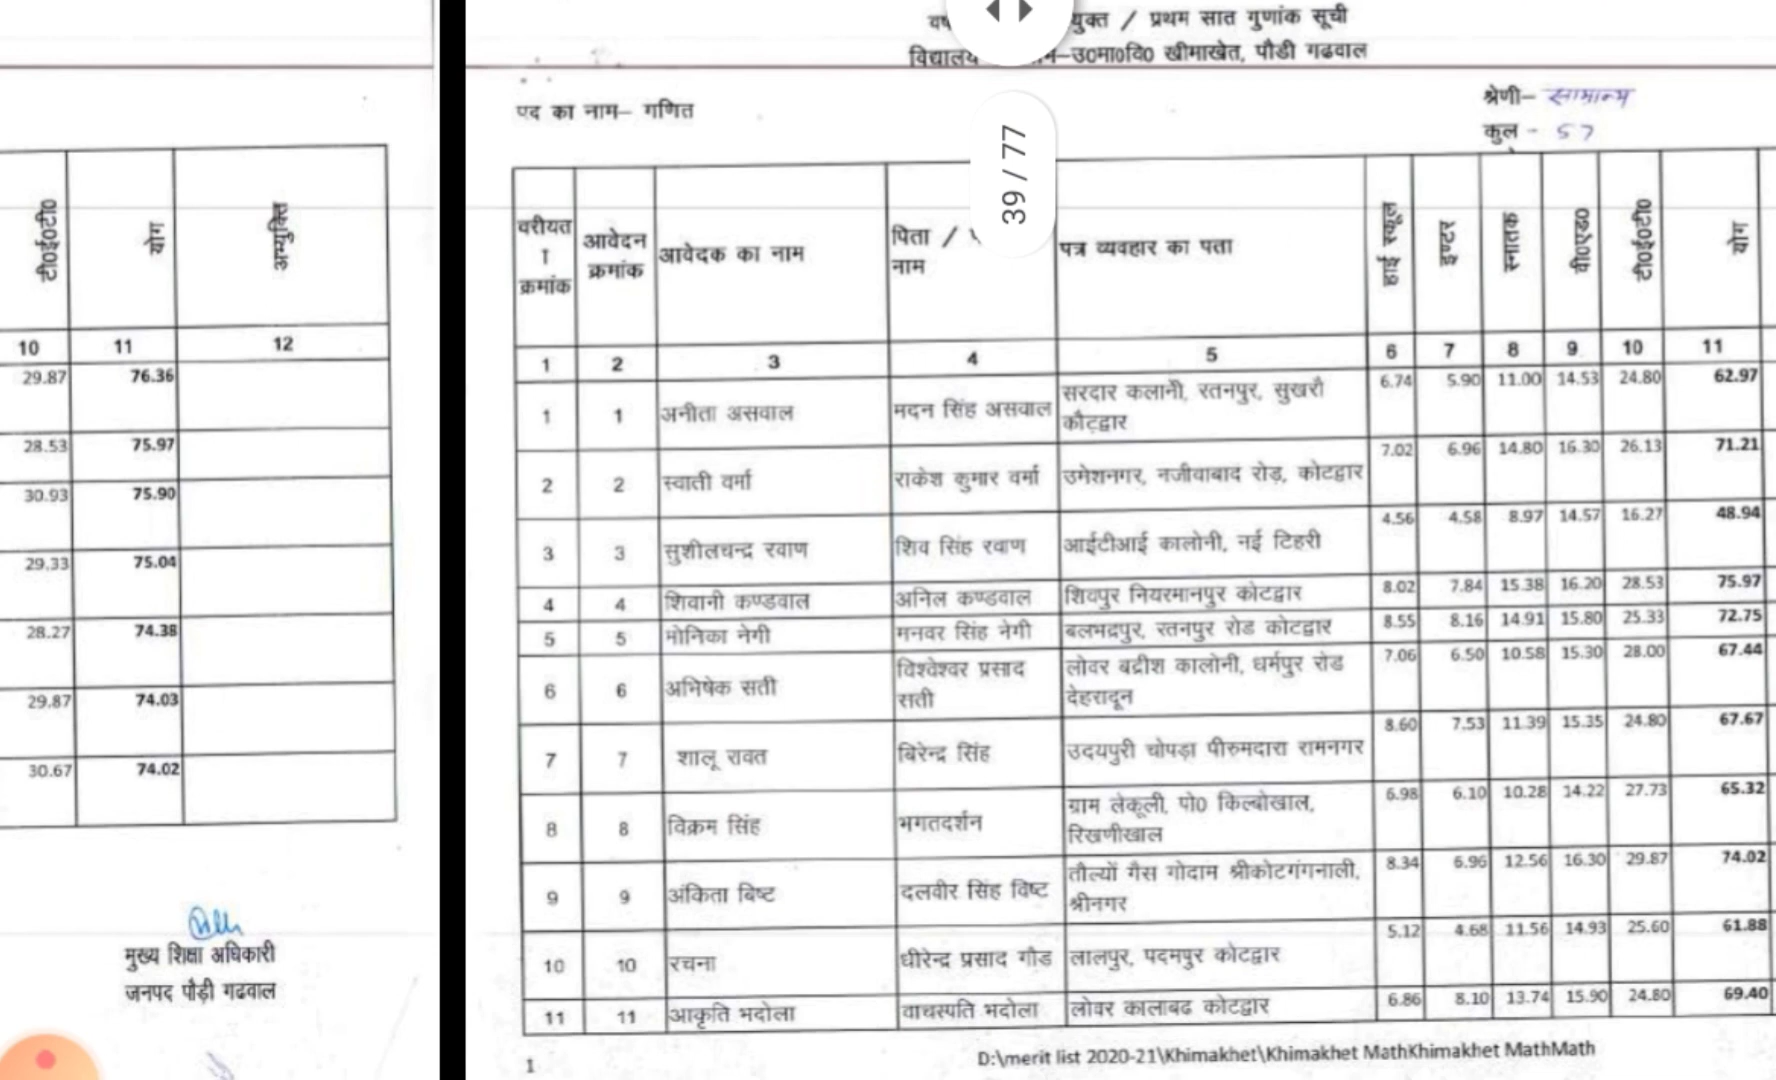 टी०ई०टी० योग अभ्युक्ति
10 11 12
29.87 76.36
28.53 75.97
30.93 75.90
29.33 75.04
28.27 74.38
29.87 74.03
30.67 74.02
मुख्य शिक्षा अधिकारी
जनपद पौड़ी गढवाल
युक्त / प्रथम सात गुणांक सूची
उ०मा०वि० खीमाखेत, पौडी गढवाल
39 / 77
पद का नाम– गणित
श्रेणी– सामान्य
कुल - 57
वरीयता क्रमांक आवेदन क्रमांक आवेदक का नाम पिता / नाम पत्र व्यवहार का पता हाई स्कूल इण्टर स्नातक बी०एड० टी०ई०टी० योग
1 2 3 4 5 6 7 8 9 10 11
1 1 अनीता असवाल मदन सिंह असवाल सरदार कलानी, रतनपुर, सुखरौ कौट्द्वार 6.74 5.90 11.00 14.53 24.80 62.97
2 2 स्वाती वर्मा राकेश कुमार वर्मा उमेशनगर, नजीवाबाद रोड़, कोटद्वार 7.02 6.96 14.80 16.30 26.13 71.21
3 3 सुशीलचन्द्र रवाण शिव सिंह रवाण आईटीआई कालोनी, नई टिहरी 4.56 4.58 8.97 14.57 16.27 48.94
4 4 शिवानी कण्डवाल अनिल कण्डवाल शिवपुर नियरमानपुर कोटद्वार 8.02 7.84 15.38 16.20 28.53 75.97
5 5 मोनिका नेगी मनवर सिंह नेगी बलभद्रपुर, रतनपुर रोड कोटद्वार 8.55 8.16 14.91 15.80 25.33 72.75
6 6 अभिषेक सती विश्वेश्वर प्रसाद सती लोवर बद्रीश कालोनी, धर्मपुर रोड देहरादून 7.06 6.50 10.58 15.30 28.00 67.44
7 7 शालू रावत बिरेन्द्र सिंह उदयपुरी चोपड़ा पीरुमदारा रामनगर 8.60 7.53 11.39 15.35 24.80 67.67
8 8 विक्रम सिंह भगतदर्शन ग्राम लेकूली, पो० किल्बोखाल, रिखणीखाल 6.98 6.10 10.28 14.22 27.73 65.32
9 9 अंकिता बिष्ट दलवीर सिंह विष्ट तौल्यों गैस गोदाम श्रीकोटगंगनाली, श्रीनगर 8.34 6.96 12.56 16.30 29.87 74.02
10 10 रचना धीरेन्द्र प्रसाद गौड लालपुर, पदमपुर कोटद्वार 5.12 4.68 11.56 14.93 25.60 61.88
11 11 आकृति भदोला वाचस्पति भदोला लोवर कालाबढ कोटद्वार 6.86 8.10 13.74 15.90 24.80 69.40
1 D:\merit list 2020-21\Khimakhet\Khimakhet MathKhimakhet MathMath